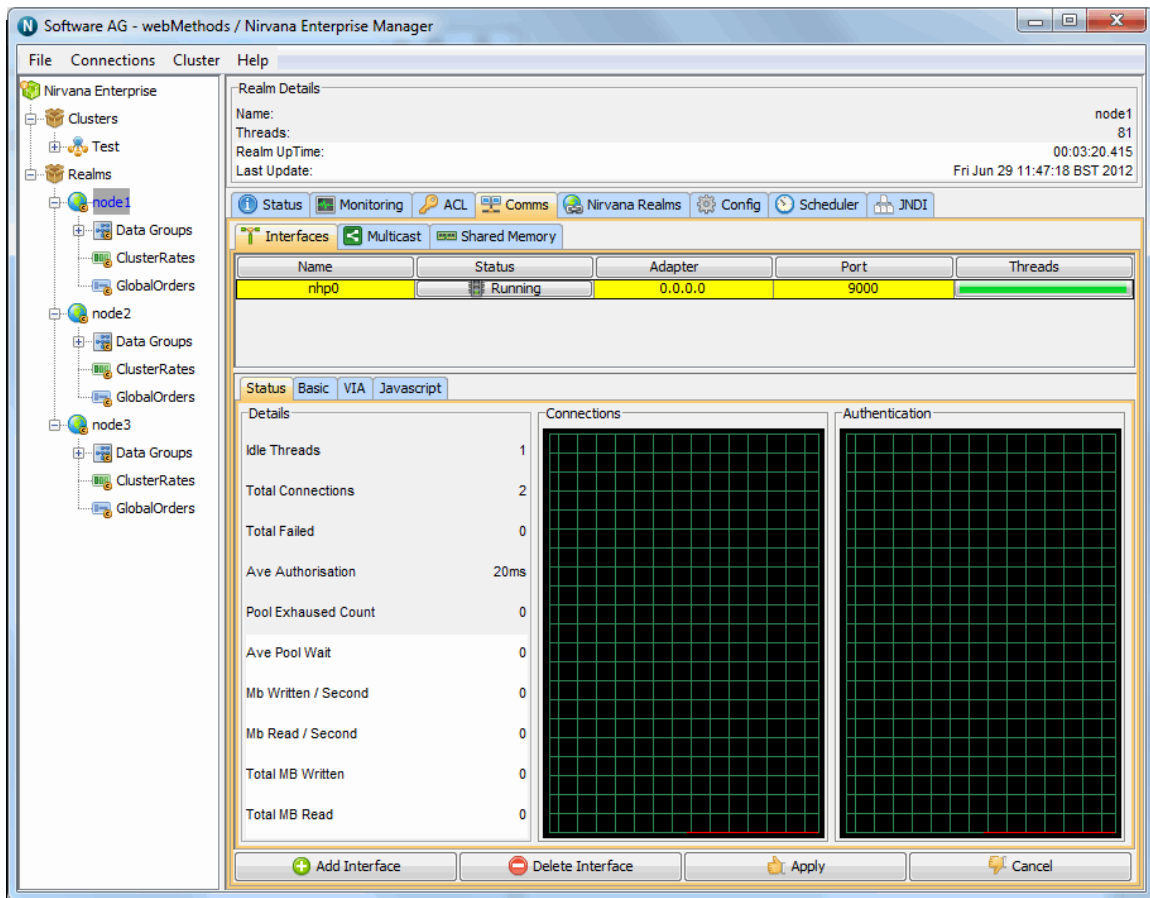 Software AG - webMethods / Nirvana Enterprise Manager
File Connections Cluster Help
Nirvana Enterprise
Clusters
Test
Realms
node1
Data Groups
ClusterRates
GlobalOrders
node2
Data Groups
ClusterRates
GlobalOrders
node3
Data Groups
ClusterRates
GlobalOrders
Realm Details
Name: node1
Threads: 81
Realm UpTime: 00:03:20.415
Last Update: Fri Jun 29 11:47:18 BST 2012
Status Monitoring ACL Comms Nirvana Realms Config Scheduler JNDI
Interfaces Multicast Shared Memory
Name Status Adapter Port Threads
nhp0 Running 0.0.0.0 9000
Status Basic VIA Javascript
Details Connections Authentication
Idle Threads 1
Total Connections 2
Total Failed 0
Ave Authorisation 20ms
Pool Exhaused Count 0
Ave Pool Wait 0
Mb Written / Second 0
Mb Read / Second 0
Total MB Written 0
Total MB Read 0
Add Interface Delete Interface Apply Cancel